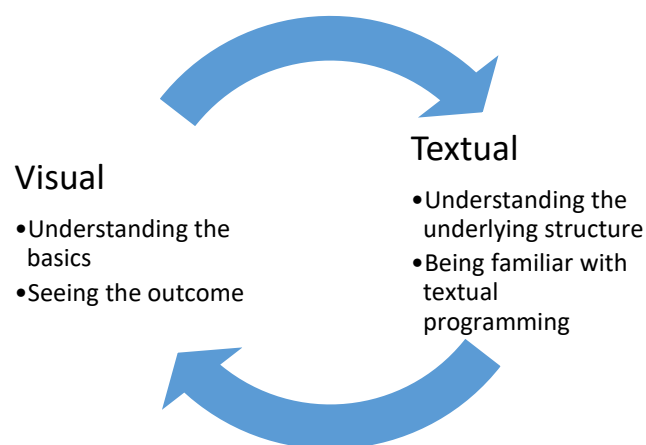 Visual
•Understanding the
basics
•Seeing the outcome
Textual
•Understanding the
underlying structure
•Being familiar with
textual
programming